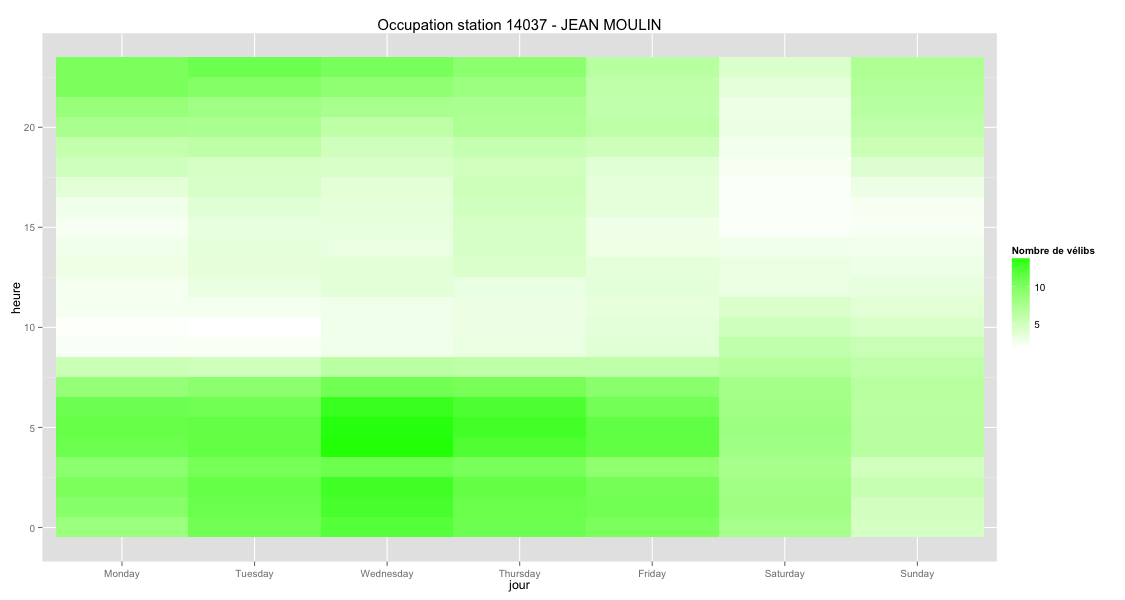 Occupation station 14037 - JEAN MOULIN
20
15
10
5
0
heure
Monday Tuesday Wednesday Thursday Friday Saturday Sunday
jour
Nombre de vélibs
10
5